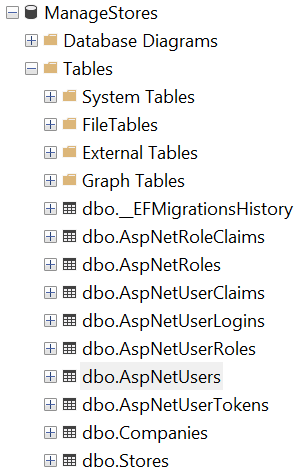 ManageStores
Database Diagrams
Tables
System Tables
FileTables
External Tables
Graph Tables
dbo.__EFMigrationsHistory
dbo.AspNetRoleClaims
dbo.AspNetRoles
dbo.AspNetUserClaims
dbo.AspNetUserLogins
dbo.AspNetUserRoles
dbo.AspNetUsers
dbo.AspNetUserTokens
dbo.Companies
dbo.Stores